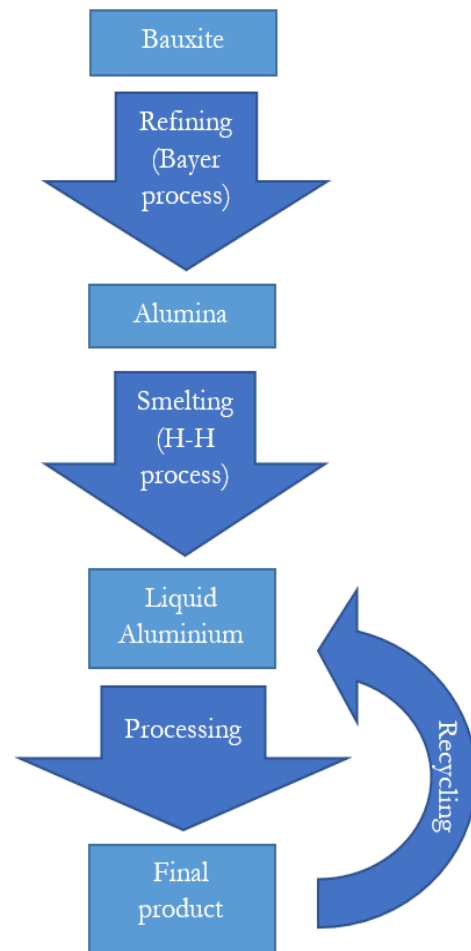 Bauxite
Refining
(Bayer
process)
Alumina
Smelting
(H-H
process)
Liquid
Aluminium
Processing
Recycling
Final
product